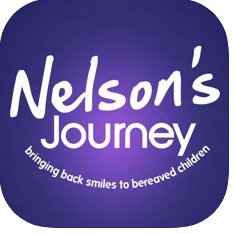 Nelson's
Journey
bringing back smiles to bereaved children